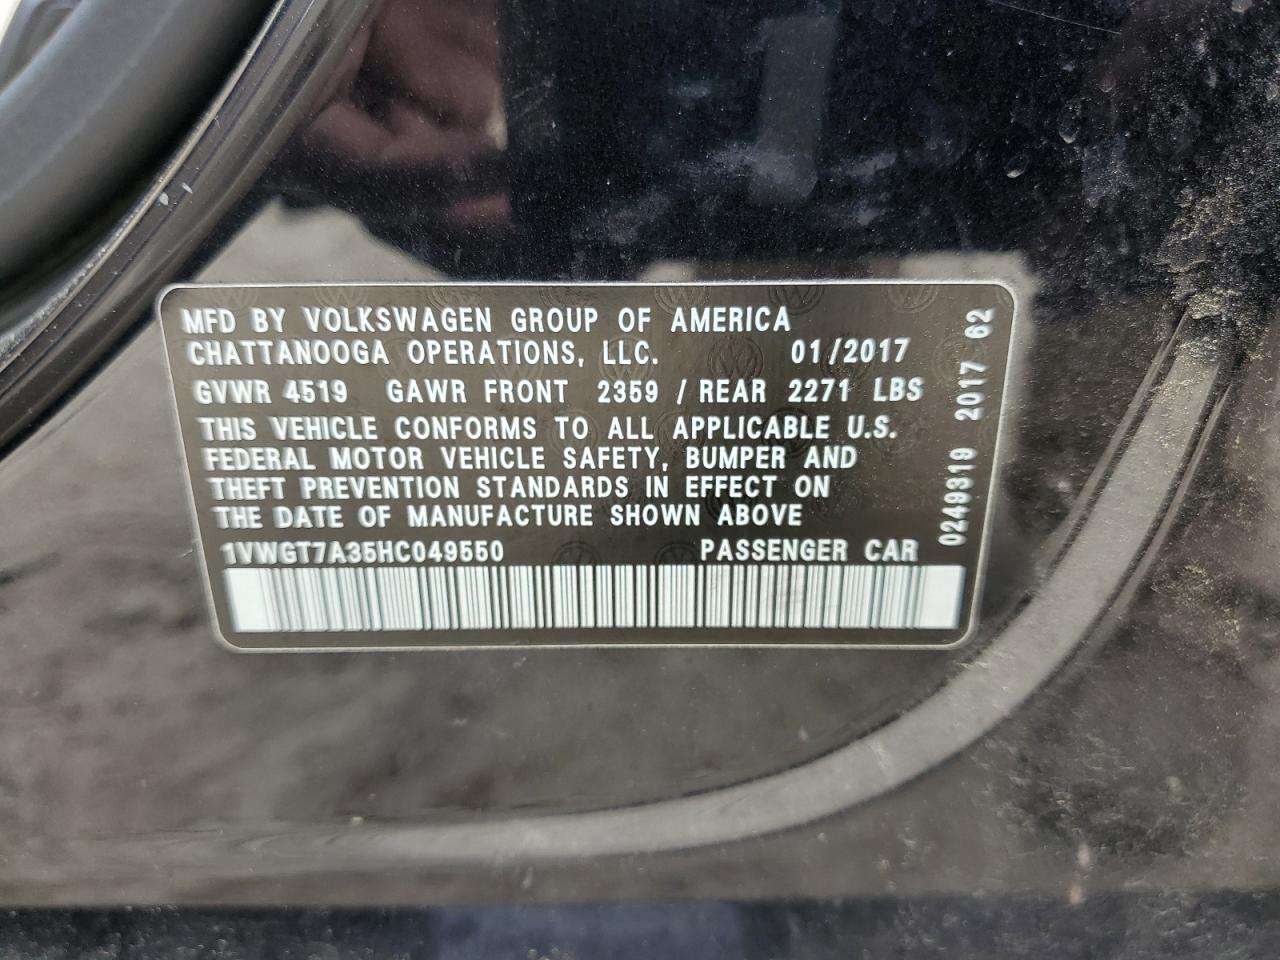 MFD BY VOLKSWAGEN GROUP OF AMERICA
CHATTANOOGA OPERATIONS, LLC. 01/2017
GVWR 4519 GAWR FRONT 2359 / REAR 2271 LBS
THIS VEHICLE CONFORMS TO ALL APPLICABLE U.S.
FEDERAL MOTOR VEHICLE SAFETY, BUMPER AND
THEFT PREVENTION STANDARDS IN EFFECT ON
THE DATE OF MANUFACTURE SHOWN ABOVE
1VWGT7A35HC049550 PASSENGER CAR
0249319 2017 62